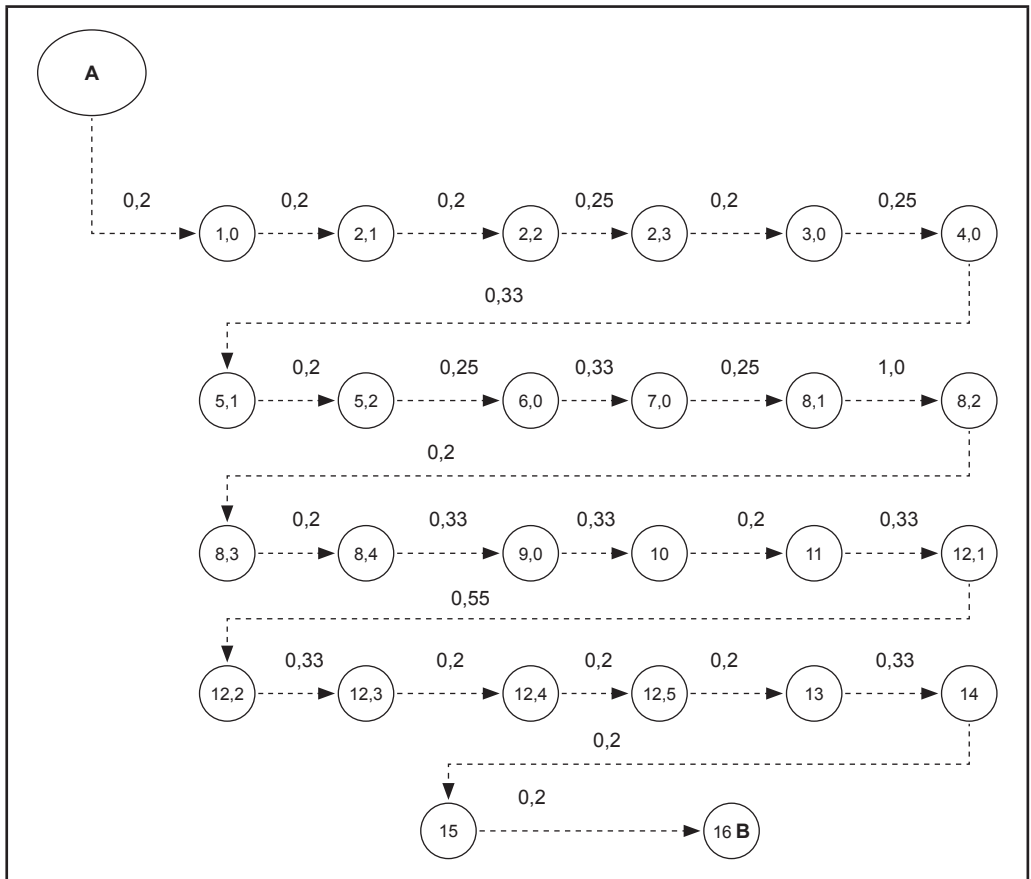 A
0,2 0,2 0,2 0,25 0,2 0,25
1,0 2,1 2,2 2,3 3,0 4,0
0,33
0,2 0,25 0,33 0,25 1,0
5,1 5,2 6,0 7,0 8,1 8,2
0,2
0,2 0,33 0,33 0,2 0,33
8,3 8,4 9,0 10 11 12,1
0,55
0,33 0,2 0,2 0,2 0,33
12,2 12,3 12,4 12,5 13 14
0,2
0,2
15 16 B